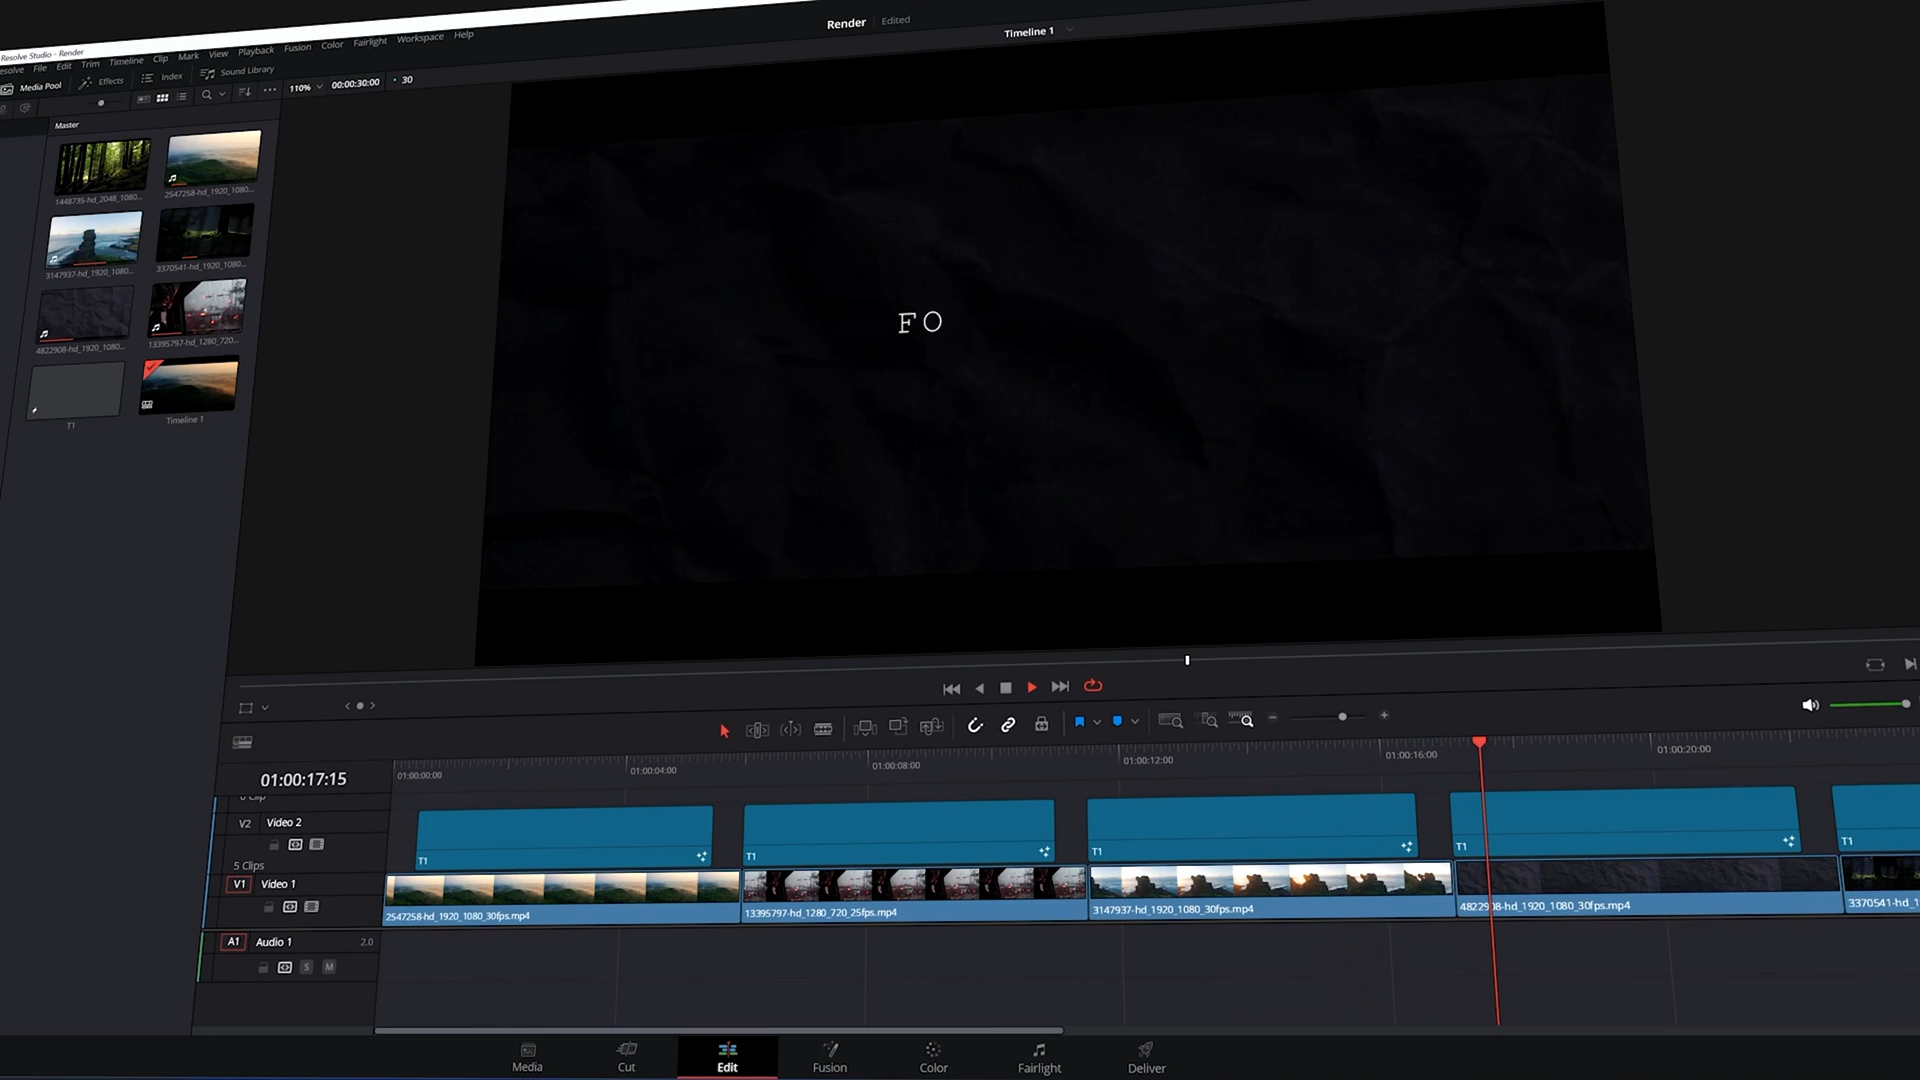 Resolve Studio - Render
Render Edited
esolve File Edit Trim Timeline Clip Mark View Playback Fusion Color Fairlight Workspace Help
Timeline 1
Media Pool Effects Index Sound Library
110% 00:00:30:00 30
Master
1448735-hd_2048_1080...
2547258-hd_1920_1080...
3147937-hd_1920_1080...
3370541-hd_1920_1080...
4822908-hd_1920_1080...
13395797-hd_1280_720...
T1
Timeline 1
FO
01:00:17:15
01:00:00:00 01:00:04:00 01:00:08:00 01:00:12:00 01:00:16:00 01:00:20:00
V2 Video 2
T1 T1 T1 T1 T1
5 Clips
V1 Video 1
2547258-hd_1920_1080_30fps.mp4
13395797-hd_1280_720_25fps.mp4
3147937-hd_1920_1080_30fps.mp4
4822908-hd_1920_1080_30fps.mp4
3370541-hd_1
A1 Audio 1 2.0
S M
Media Cut Edit Fusion Color Fairlight Deliver